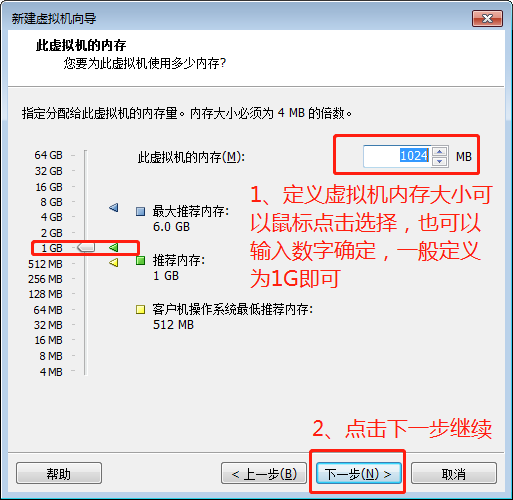 新建虚拟机向导
此虚拟机的内存
您要为此虚拟机使用多少内存?
指定分配给此虚拟机的内存量。内存大小必须为 4 MB 的倍数。
64 GB
32 GB
16 GB
8 GB
4 GB
2 GB
1 GB
512 MB
256 MB
128 MB
64 MB
32 MB
16 MB
8 MB
4 MB
此虚拟机的内存(M):
1024 MB
最大推荐内存:
6.0 GB
推荐内存:
1 GB
客户机操作系统最低推荐内存:
512 MB
1、定义虚拟机内存大小可
以鼠标点击选择，也可以
输入数字确定，一般定义
为1G即可
2、点击下一步继续
帮助
< 上一步(B)
下一步(N) >
取消